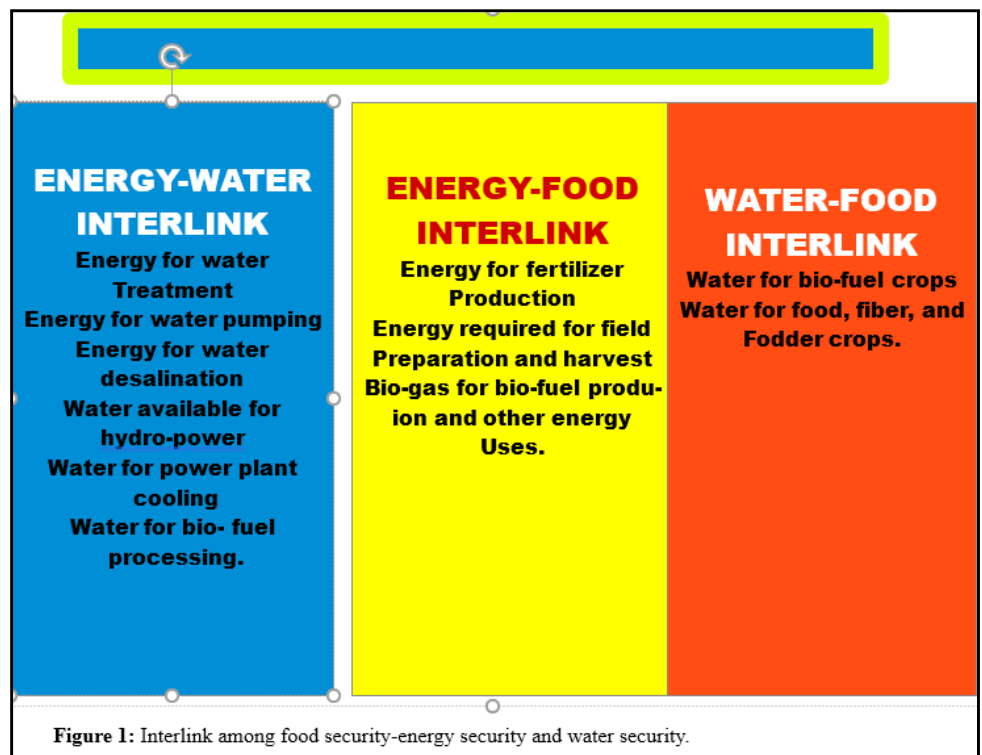 ENERGY-WATER
INTERLINK
Energy for water
Treatment
Energy for water pumping
Energy for water
desalination
Water available for
hydro-power
Water for power plant
cooling
Water for bio- fuel
processing.
ENERGY-FOOD
INTERLINK
Energy for fertilizer
Production
Energy required for field
Preparation and harvest
Bio-gas for bio-fuel produ-
ion and other energy
Uses.
WATER-FOOD
INTERLINK
Water for bio-fuel crops
Water for food, fiber, and
Fodder crops.
Figure 1: Interlink among food security-energy security and water security.